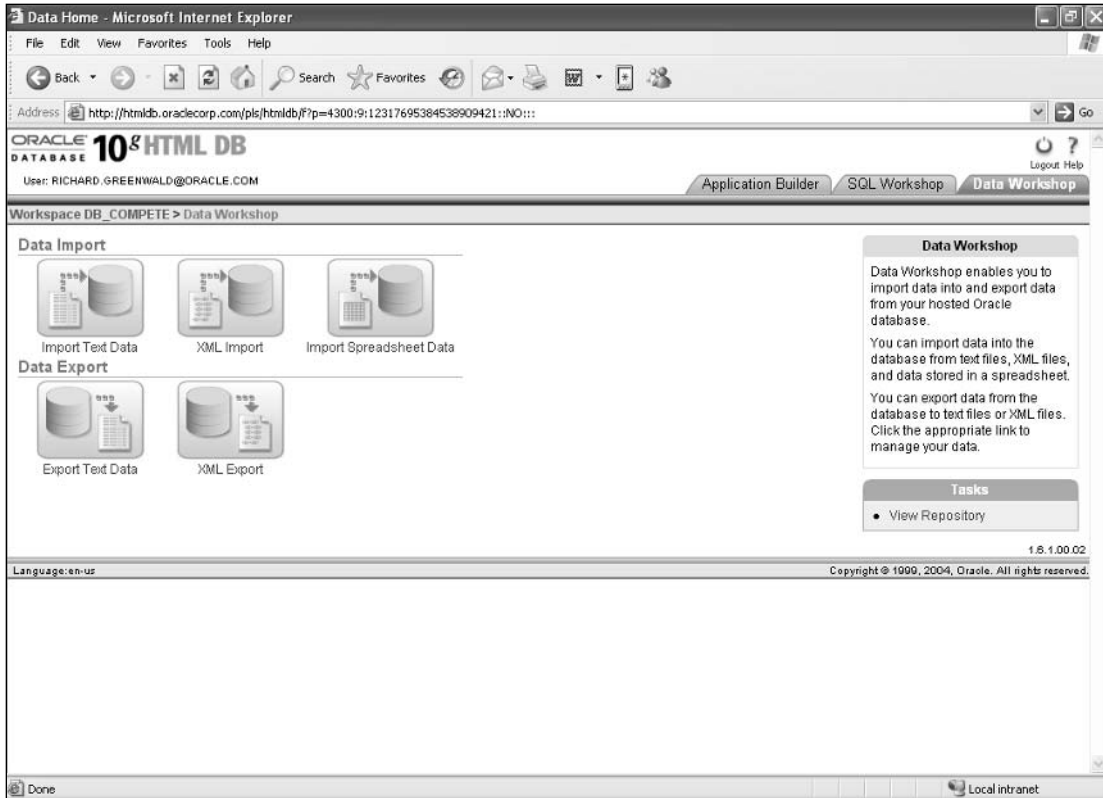 Data Home - Microsoft Internet Explorer
File Edit View Favorites Tools Help
Back Search Favorites
Address http://htmldb.oraclecorp.com/pls/htmldb/f?p=4300:9:12317695384538909421::NO::: Go
ORACLE DATABASE 10g HTML DB
Logout Help
User: RICHARD.GREENWALD@ORACLE.COM
Application Builder SQL Workshop Data Workshop
Workspace DB_COMPETE > Data Workshop
Data Import
Import Text Data XML Import Import Spreadsheet Data
Data Export
Export Text Data XML Export
Data Workshop
Data Workshop enables you to
import data into and export data
from your hosted Oracle
database.
You can import data into the
database from text files, XML files,
and data stored in a spreadsheet.
You can export data from the
database to text files or XML files.
Click the appropriate link to
manage your data.
Tasks
• View Repository
1.6.1.00.02
Language:en-us Copyright © 1999, 2004, Oracle. All rights reserved.
Done Local intranet